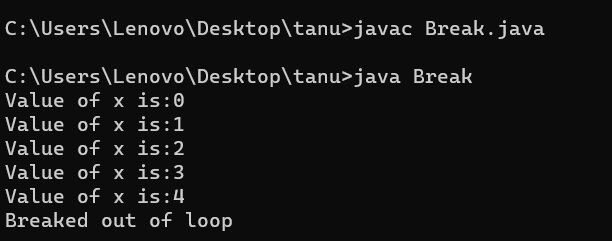 C:\Users\Lenovo\Desktop\tanu>javac Break.java
C:\Users\Lenovo\Desktop\tanu>java Break
Value of x is:0
Value of x is:1
Value of x is:2
Value of x is:3
Value of x is:4
Breaked out of loop